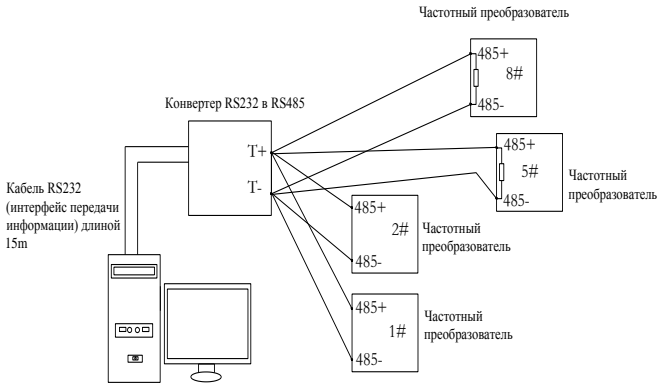 Частотный преобразователь
485+
8#
485-
Конвертер RS232 в RS485
T+
T-
485+
5#
485-
Частотный
преобразователь
Кабель RS232
(интерфейс передачи
информации) длиной
15m
485+
2#
485-
Частотный
преобразователь
485+
1#
485-
Частотный
преобразователь